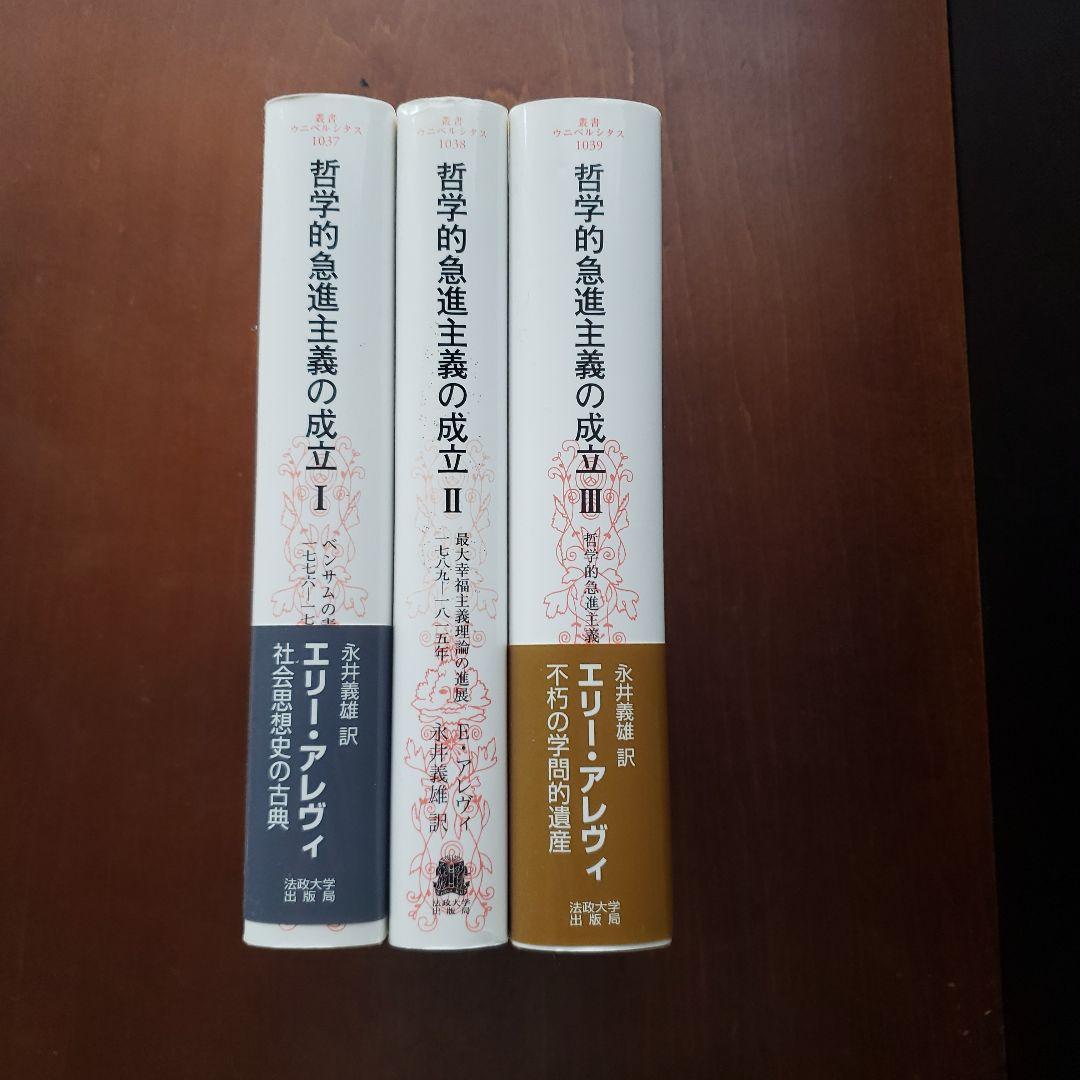 叢書
ウニベルシタス
1037
哲学的急進主義の成立 I
ベンサムの
一七七六―一七
永井義雄 訳
エリー・アレヴィ
社会思想史の古典
法政大学
出版局
叢書
ウニベルシタス
1038
哲学的急進主義の成立 II
最大幸福主義理論の進展
一七八九―一八一五年
E・アレヴィ
永井義雄 訳
法政大学
出版局
叢書
ウニベルシタス
1039
哲学的急進主義の成立 III
哲学的急進主義
永井義雄 訳
エリー・アレヴィ
不朽の学問的遺産
法政大学
出版局